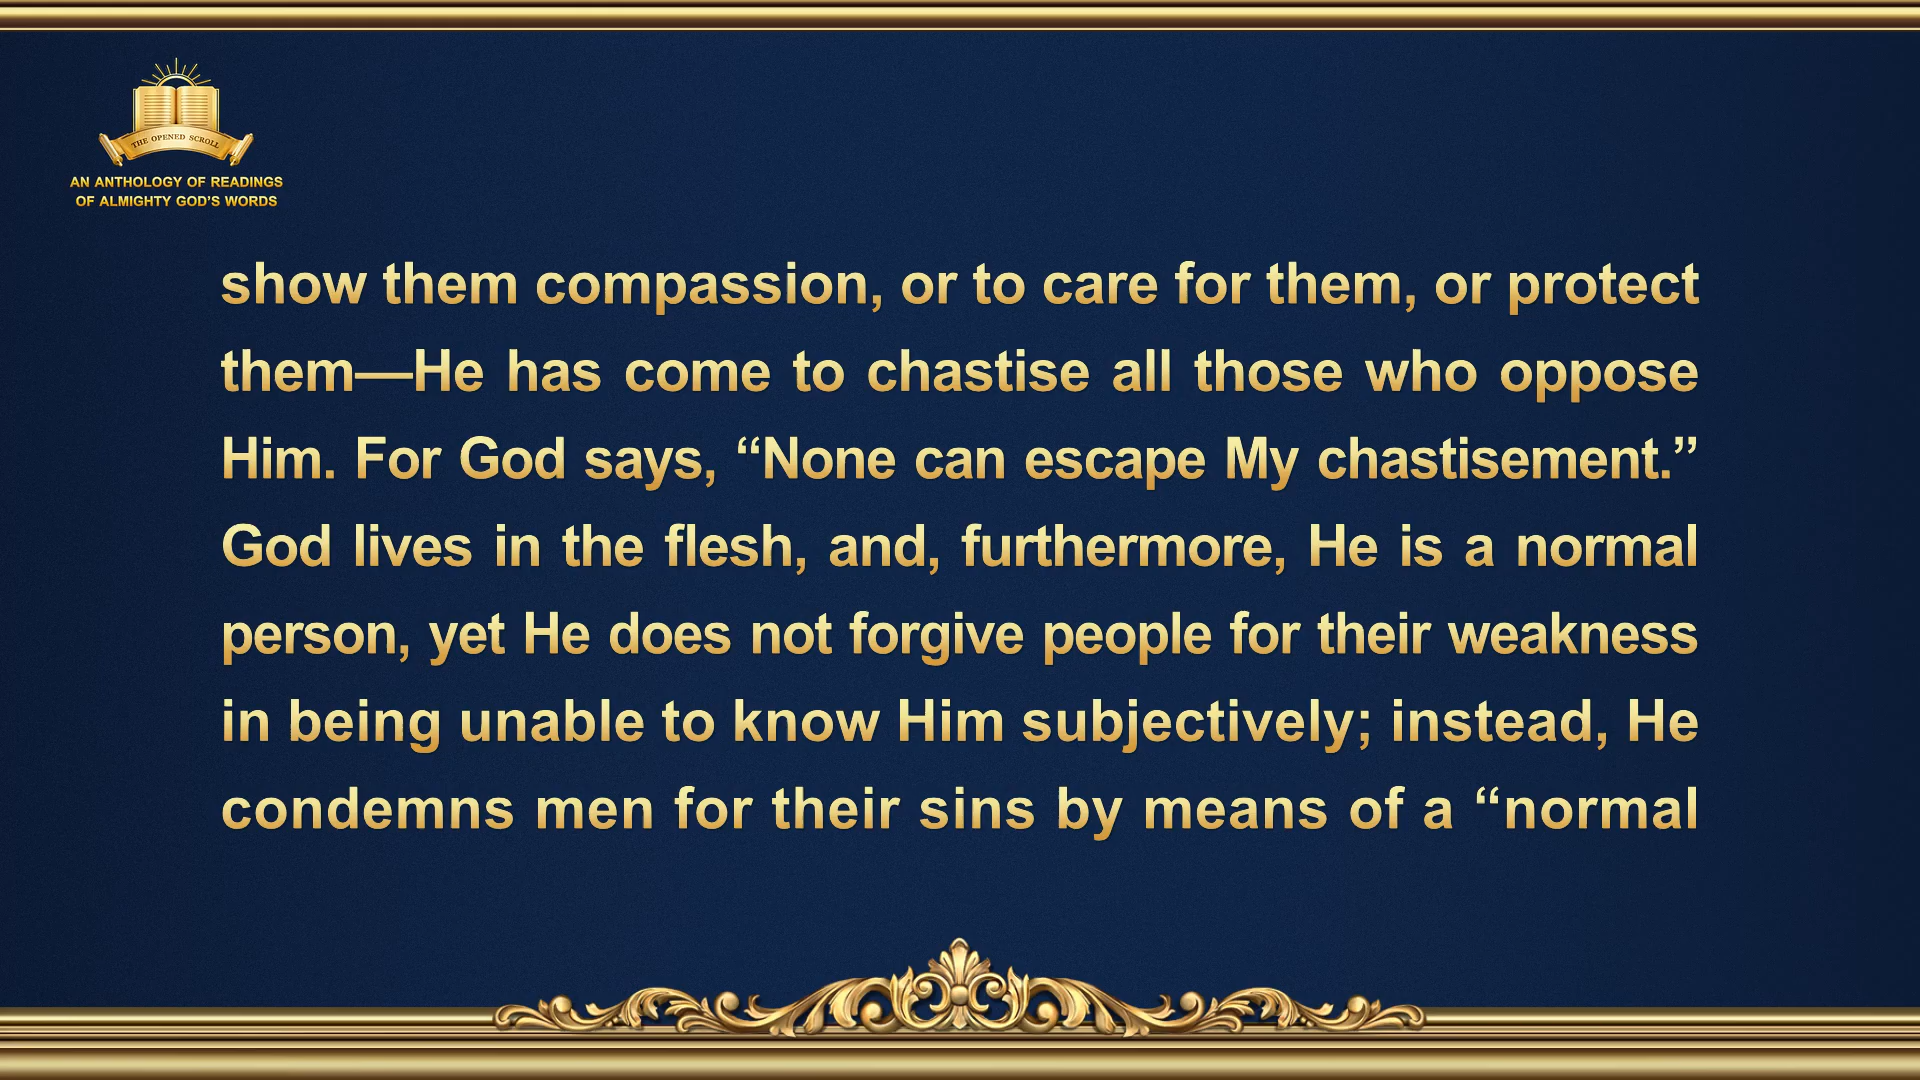 THE OPENED SCROLL
AN ANTHOLOGY OF READINGS
OF ALMIGHTY GOD’S WORDS
show them compassion, or to care for them, or protect
them—He has come to chastise all those who oppose
Him. For God says, “None can escape My chastisement.”
God lives in the flesh, and, furthermore, He is a normal
person, yet He does not forgive people for their weakness
in being unable to know Him subjectively; instead, He
condemns men for their sins by means of a “normal